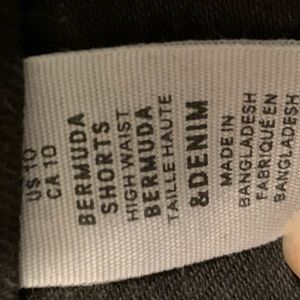 US 10
CA 10
BERMUDA
SHORTS
HIGH WAIST
BERMUDA
TAILLE HAUTE
&DENIM
MADE IN
BANGLADESH
FABRIQUÉ EN
BANGLADESH